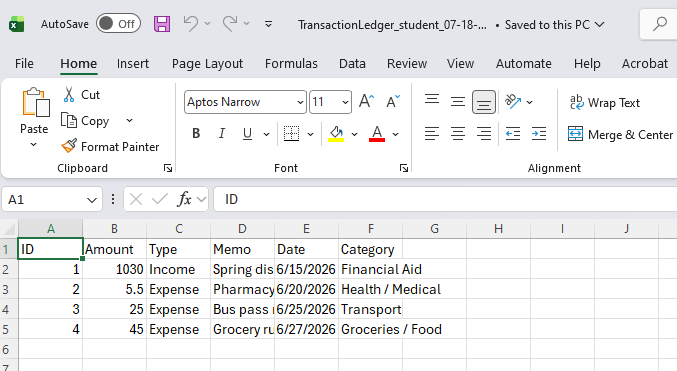 AutoSave Off TransactionLedger_student_07-18-... • Saved to this PC
File Home Insert Page Layout Formulas Data Review View Automate Help Acrobat
Paste
Cut
Copy
Format Painter
Clipboard
Aptos Narrow 11 A A
B I U A
Font
ab Wrap Text
Merge & Center
Alignment
A1 fx ID
A B C D E F G H I J
1 ID Amount Type Memo Date Category
2 1 1030 Income Spring dis 6/15/2026 Financial Aid
3 2 5.5 Expense Pharmacy 6/20/2026 Health / Medical
4 3 25 Expense Bus pass 6/25/2026 Transport
5 4 45 Expense Grocery ru 6/27/2026 Groceries / Food
6
7